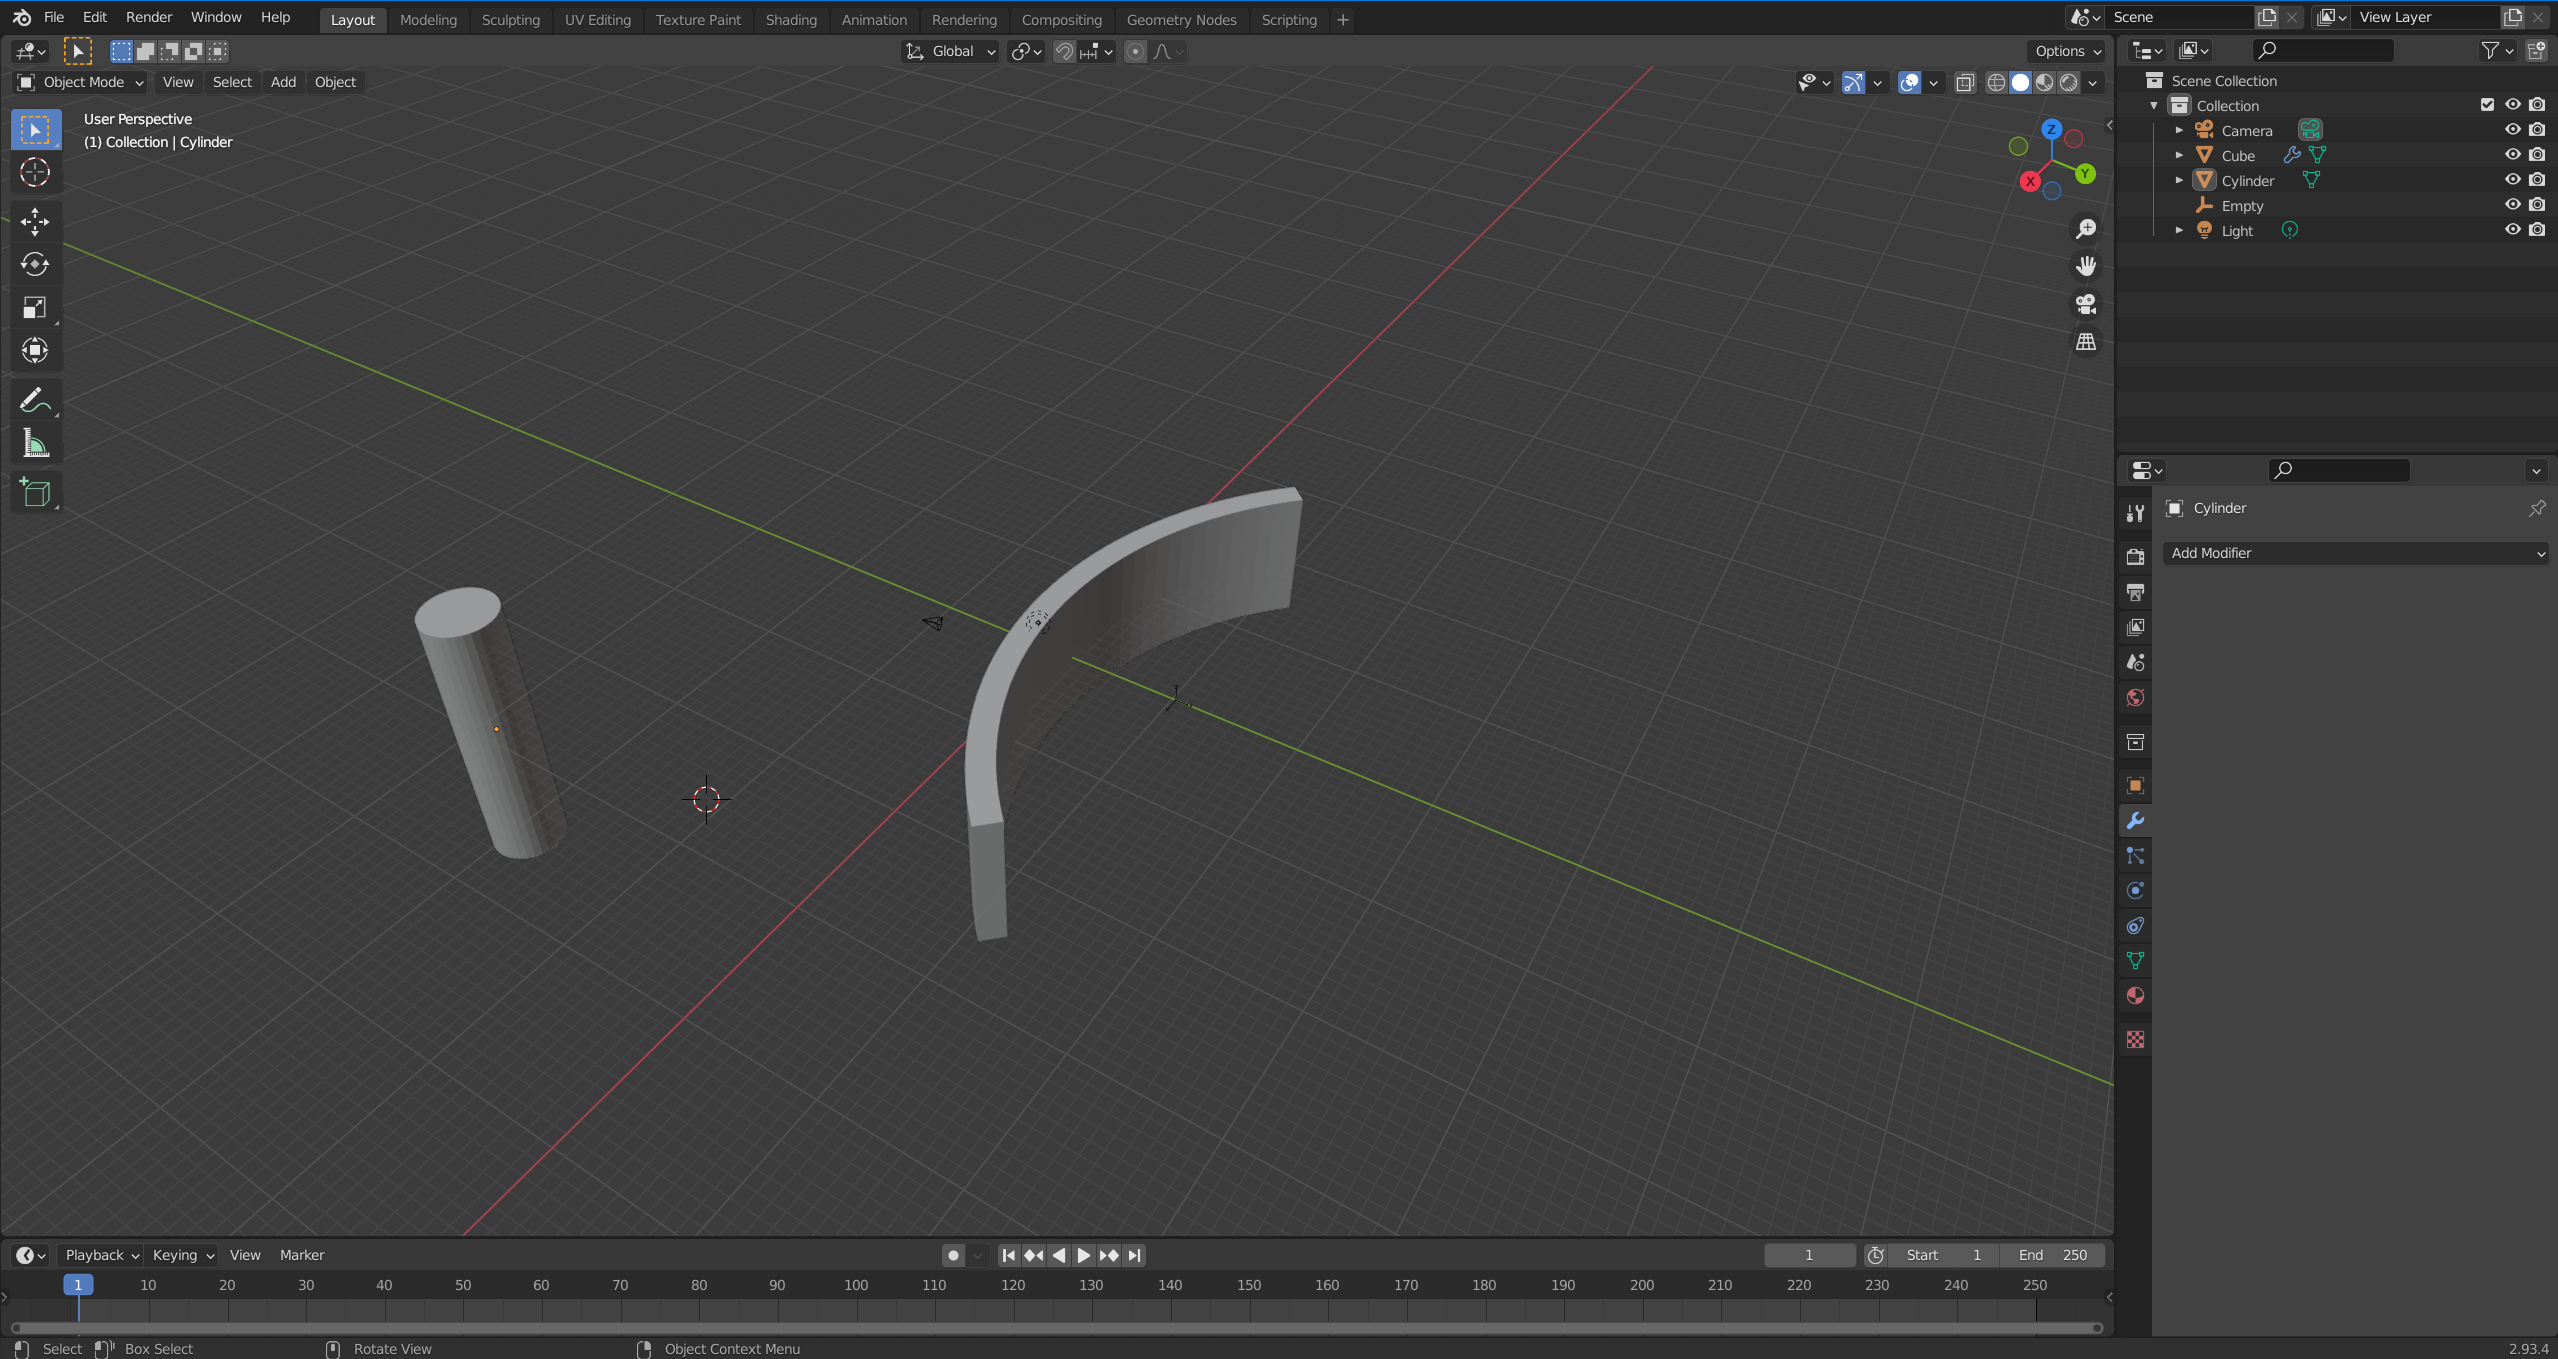 File Edit Render Window Help Layout Modeling Sculpting UV Editing Texture Paint Shading Animation Rendering Compositing Geometry Nodes Scripting + Scene View Layer
Global Options
Object Mode View Select Add Object
User Perspective
(1) Collection | Cylinder
Z
Y
X
Scene Collection
Collection
Camera
Cube
Cylinder
Empty
Light
Cylinder
Add Modifier
Playback Keying View Marker 1 Start 1 End 250
1 10 20 30 40 50 60 70 80 90 100 110 120 130 140 150 160 170 180 190 200 210 220 230 240 250
Select Box Select Rotate View Object Context Menu 2.93.4